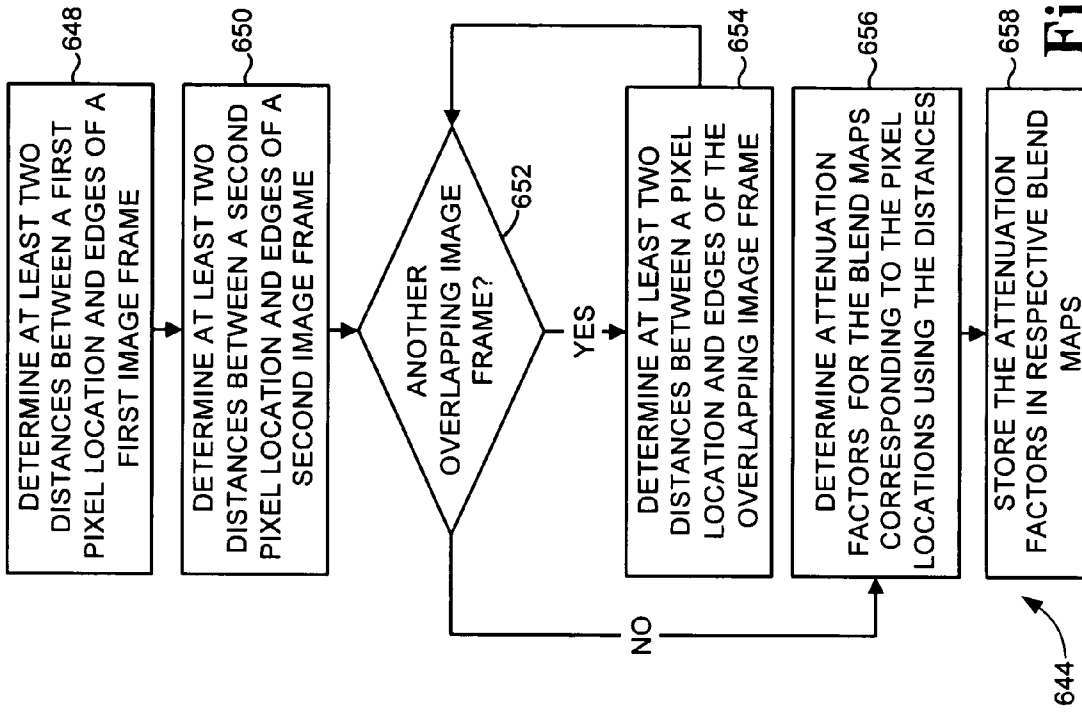 DETERMINE AT LEAST TWO
DISTANCES BETWEEN A FIRST
PIXEL LOCATION AND EDGES OF A
FIRST IMAGE FRAME
648
DETERMINE AT LEAST TWO
DISTANCES BETWEEN A SECOND
PIXEL LOCATION AND EDGES OF A
SECOND IMAGE FRAME
650
ANOTHER
OVERLAPPING IMAGE
FRAME?
652
YES
NO
DETERMINE AT LEAST TWO
DISTANCES BETWEEN A PIXEL
LOCATION AND EDGES OF THE
OVERLAPPING IMAGE FRAME
654
DETERMINE ATTENUATION
FACTORS FOR THE BLEND MAPS
CORRESPONDING TO THE PIXEL
LOCATIONS USING THE DISTANCES
656
STORE THE ATTENUATION
FACTORS IN RESPECTIVE BLEND
MAPS
658
644
Fi